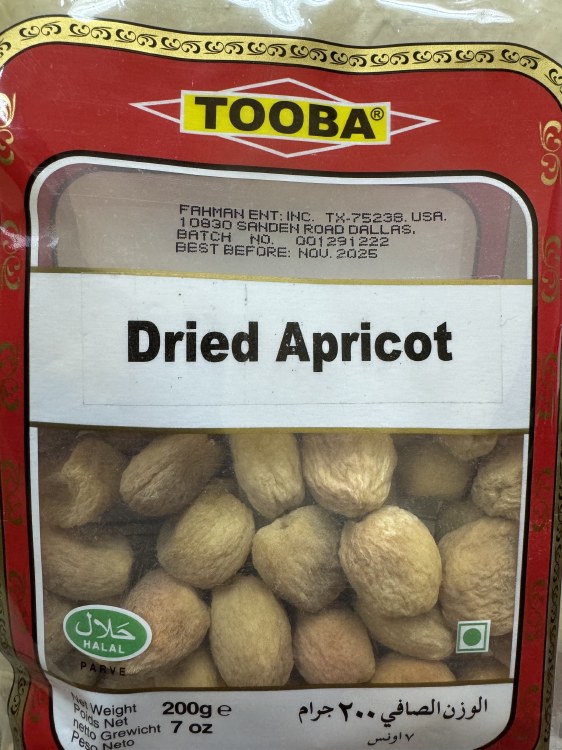 TOOBA®
FAHMAN ENT: INC. TX-75238. USA.
10830 SANDEN ROAD DALLAS.
BATCH NO. 001291222
BEST BEFORE: NOV. 2025
Dried Apricot
حلال
HALAL
PARVE
Net Weight
Poids Net
netto Gewricht
Peso Neto
200g e
7 oz
الوزن الصافي ٢٠٠ جرام
٧ اونس